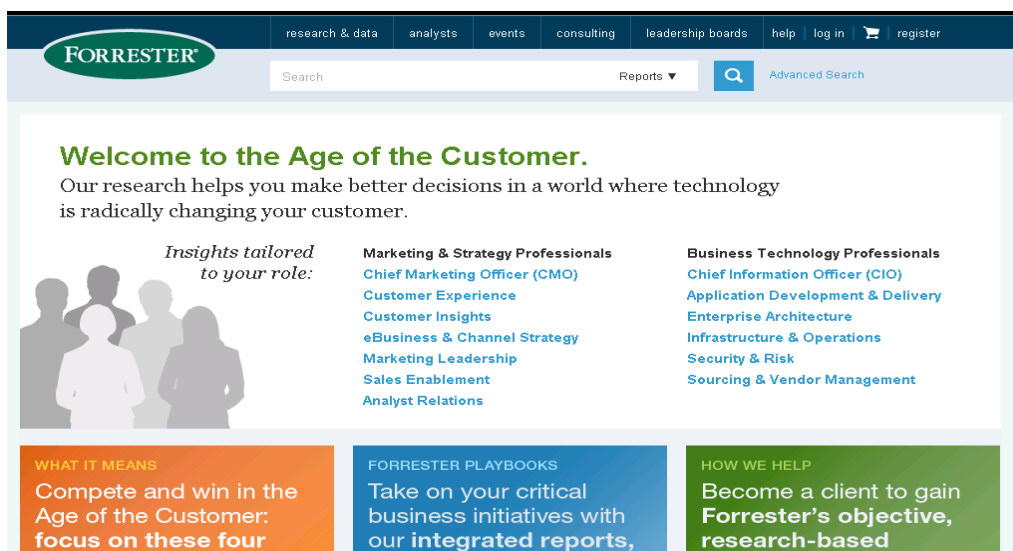 FORRESTER®
research & data analysts events consulting leadership boards help log in register
Search Reports ▼ Advanced Search
Welcome to the Age of the Customer.
Our research helps you make better decisions in a world where technology
is radically changing your customer.
Insights tailored
to your role:
Marketing & Strategy Professionals
Chief Marketing Officer (CMO)
Customer Experience
Customer Insights
eBusiness & Channel Strategy
Marketing Leadership
Sales Enablement
Analyst Relations
Business Technology Professionals
Chief Information Officer (CIO)
Application Development & Delivery
Enterprise Architecture
Infrastructure & Operations
Security & Risk
Sourcing & Vendor Management
WHAT IT MEANS
Compete and win in the
Age of the Customer:
focus on these four
FORRESTER PLAYBOOKS
Take on your critical
business initiatives with
our integrated reports,
HOW WE HELP
Become a client to gain
Forrester's objective,
research-based